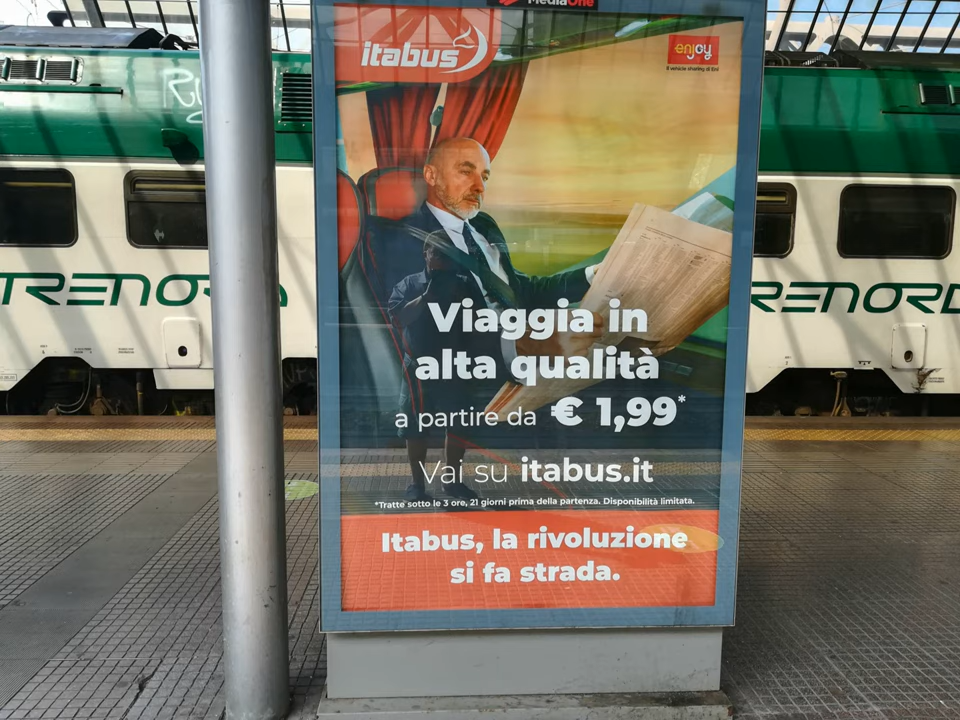 MediaOne
itabus
enjoy
il vehicle sharing di Eni
TRENORD
RENORD
Viaggia in
alta qualità
a partire da € 1,99*
Vai su itabus.it
*Tratte sotto le 3 ore, 21 giorni prima della partenza. Disponibilità limitata.
Itabus, la rivoluzione
si fa strada.